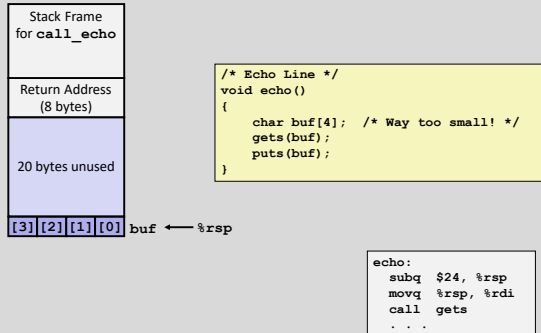 Stack Frame
for call_echo
Return Address
(8 bytes)
20 bytes unused
[3] [2] [1] [0] buf ← %rsp
/* Echo Line */
void echo()
{
    char buf[4];  /* Way too small! */
    gets(buf);
    puts(buf);
}
echo:
  subq  $24, %rsp
  movq  %rsp, %rdi
  call  gets
  . . .